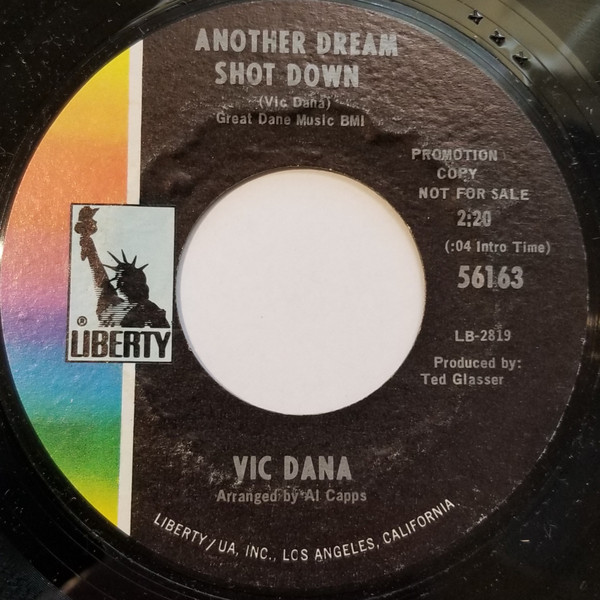 ANOTHER DREAM
SHOT DOWN
(Vic Dana)
Great Dane Music BMI
PROMOTION
COPY
NOT FOR SALE
2:20
(:04 Intro Time)
56163
® LIBERTY
LB-2819
Produced by:
Ted Glasser
VIC DANA
Arranged by Al Capps
LIBERTY/UA, INC., LOS ANGELES, CALIFORNIA